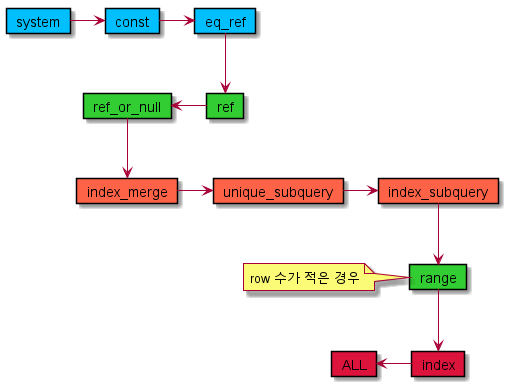 system
const
eq_ref
ref_or_null
ref
index_merge
unique_subquery
index_subquery
row 수가 적은 경우
range
ALL
index